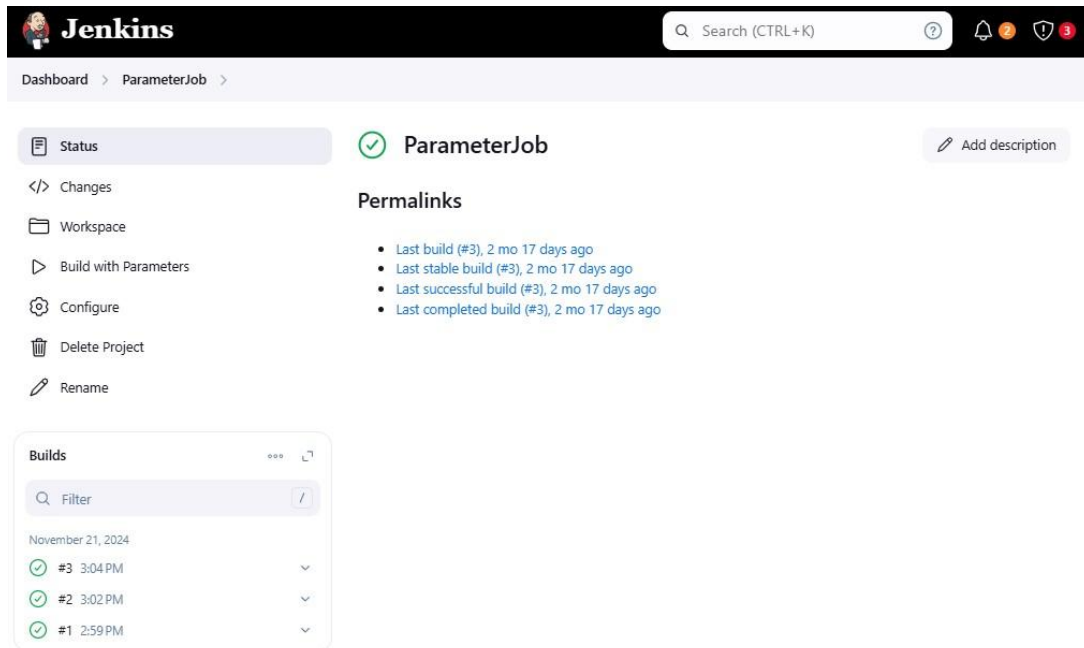 Jenkins
Search (CTRL+K)
?
2
3
Dashboard > ParameterJob >
Status
</> Changes
Workspace
Build with Parameters
Configure
Delete Project
Rename
ParameterJob
Add description
Permalinks
Last build (#3), 2 mo 17 days ago
Last stable build (#3), 2 mo 17 days ago
Last successful build (#3), 2 mo 17 days ago
Last completed build (#3), 2 mo 17 days ago
Builds
Filter /
November 21, 2024
#3 3:04 PM
#2 3:02 PM
#1 2:59 PM